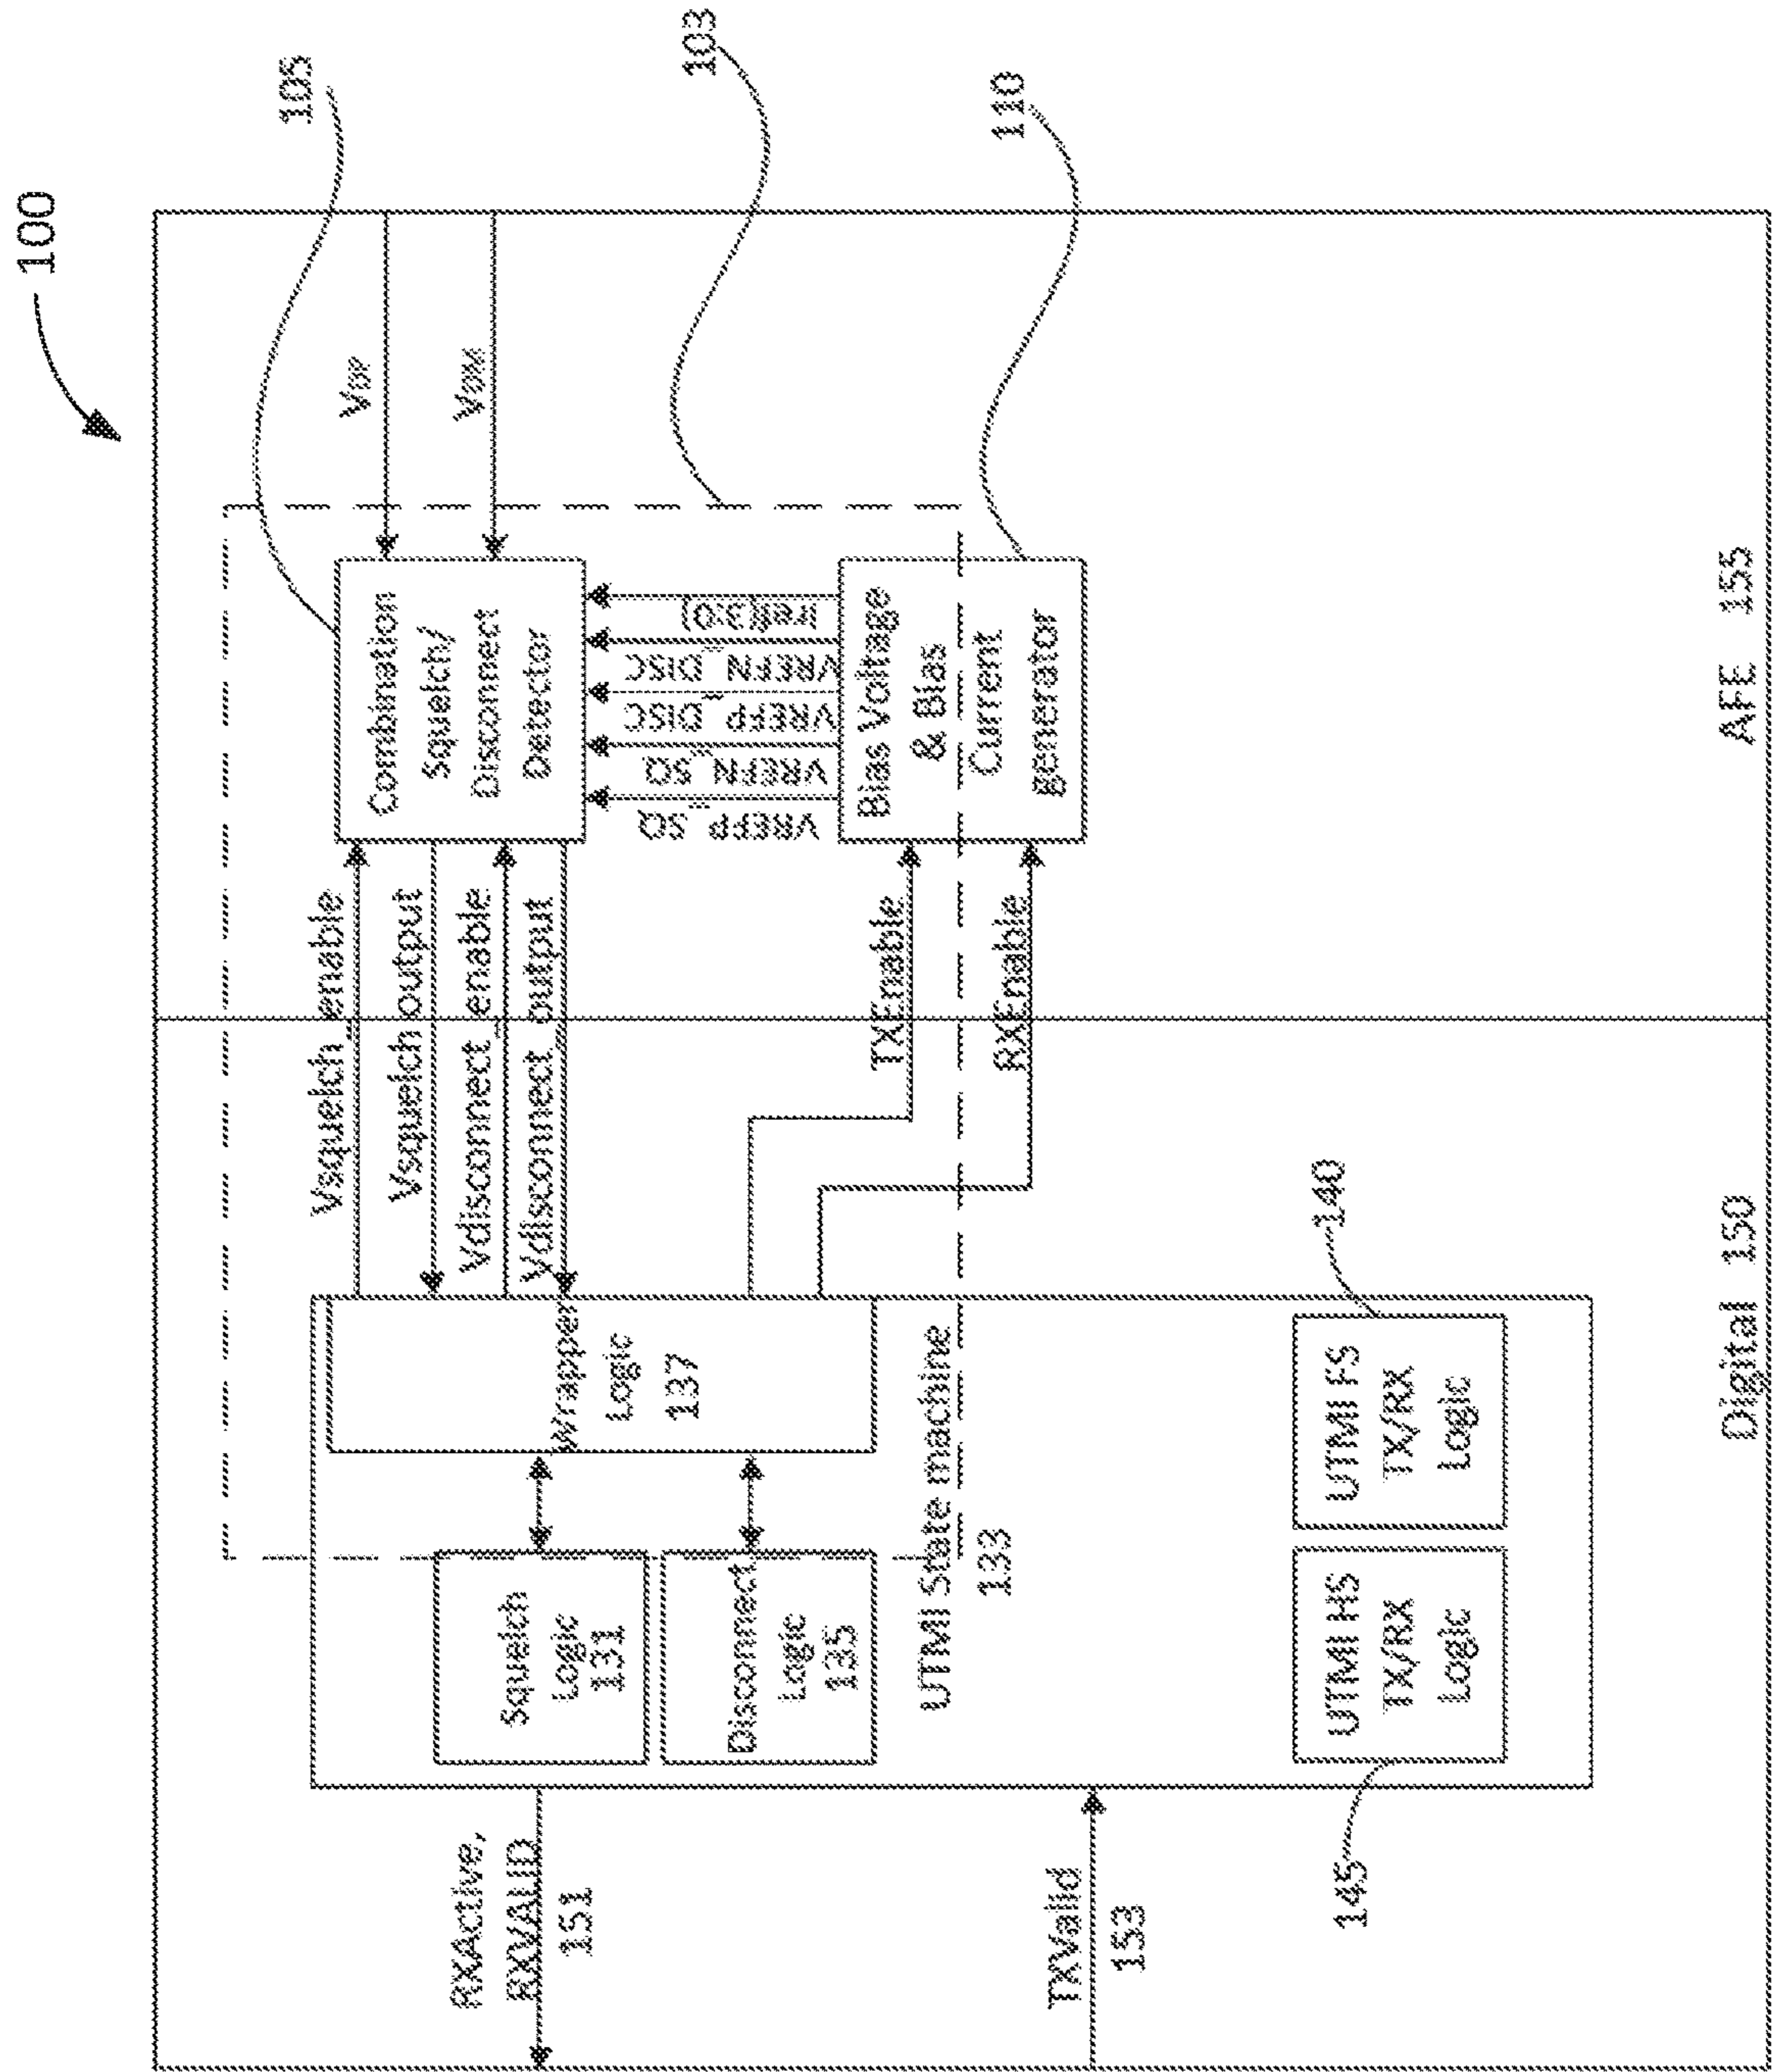 100
105
103
110
RXActive,
RXVALID
151
TXValid
153
Squelch
Logic
131
Disconnect
Logic
135
Wrapper
Logic
137
UTMI State machine
133
UTMI HS
TX/RX
Logic
145
UTMI FS
TX/RX
Logic
140
Digital 150
Vsquelch_enable
Vsquelch output
Vdisconnect_enable
Vdisconnect_output
TXEnable
RXEnable
Combination
Squelch/
Disconnect
Detector
VREFP_SQ
VREFN_SQ
VREFP_DISC
VREFN_DISC
Iref[3:0]
Bias Voltage
& Bias
Current
generator
VDP
VDM
AFE 155